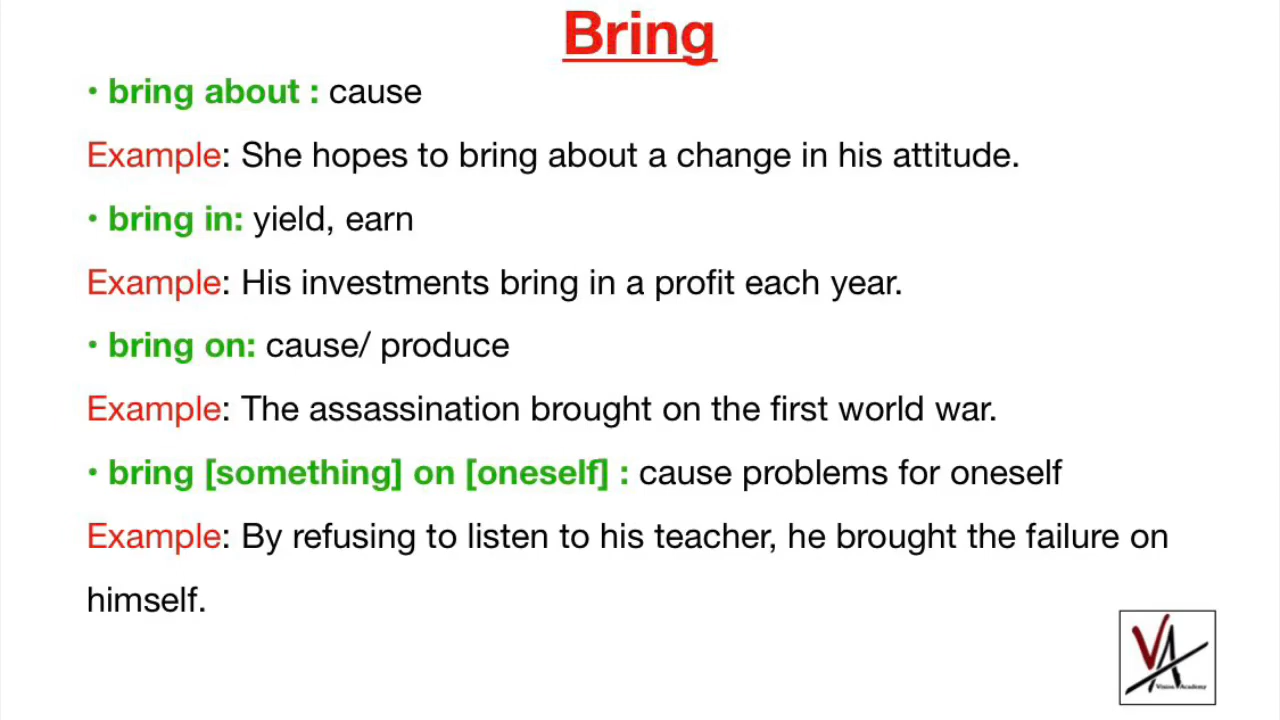 Bring
• bring about : cause
Example: She hopes to bring about a change in his attitude.
• bring in: yield, earn
Example: His investments bring in a profit each year.
• bring on: cause/ produce
Example: The assassination brought on the first world war.
• bring [something] on [oneself] : cause problems for oneself
Example: By refusing to listen to his teacher, he brought the failure on
himself.
VA
Vision Academy